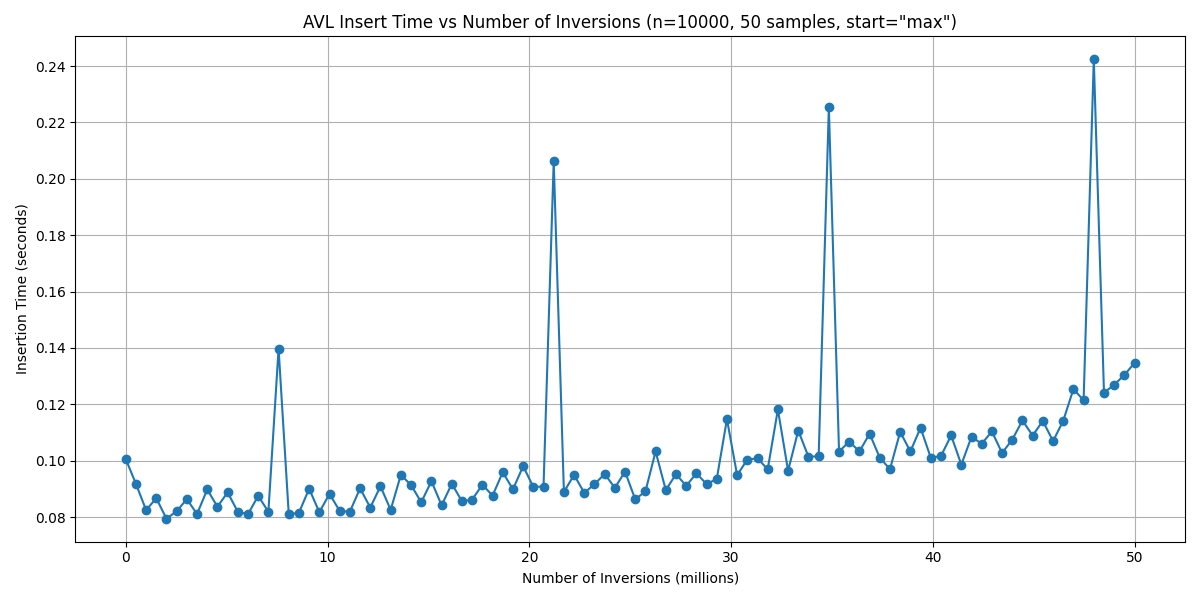 AVL Insert Time vs Number of Inversions (n=10000, 50 samples, start="max")
Insertion Time (seconds)
0.24
0.22
0.20
0.18
0.16
0.14
0.12
0.10
0.08
0 10 20 30 40 50
Number of Inversions (millions)